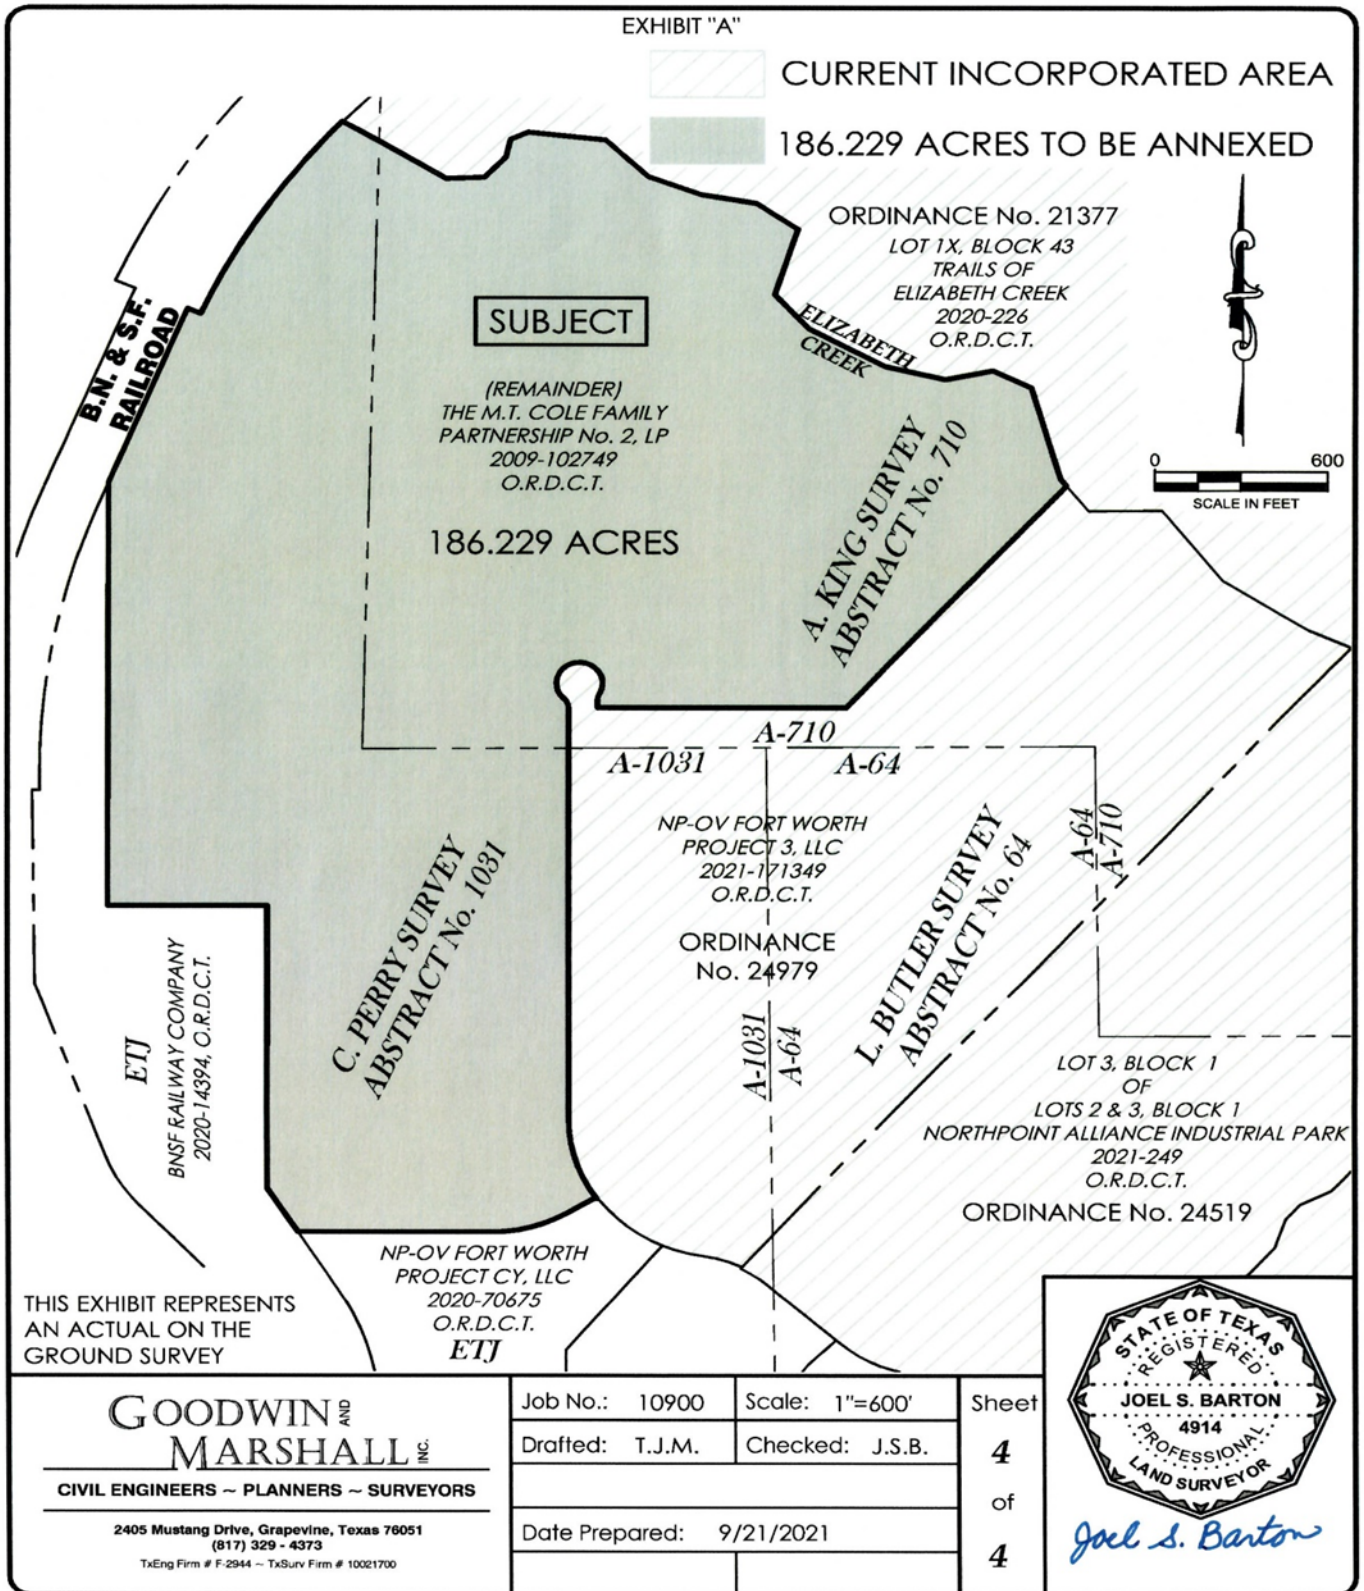 EXHIBIT "A"
CURRENT INCORPORATED AREA
186.229 ACRES TO BE ANNEXED
ORDINANCE No. 21377
LOT 1X, BLOCK 43
TRAILS OF
ELIZABETH CREEK
2020-226
O.R.D.C.T.
B.N. & S.F.
RAILROAD
SUBJECT
ELIZABETH
CREEK
(REMAINDER)
THE M.T. COLE FAMILY
PARTNERSHIP No. 2, LP
2009-102749
O.R.D.C.T.
186.229 ACRES
A. KING SURVEY
ABSTRACT No. 710
0 600
SCALE IN FEET
A-710
A-1031
A-64
NP-OV FORT WORTH
PROJECT 3, LLC
2021-171349
O.R.D.C.T.
ORDINANCE
No. 24979
A-64
A-710
C. PERRY SURVEY
ABSTRACT No. 1031
L. BUTLER SURVEY
ABSTRACT No. 64
A-1031
A-64
ETJ
BNSF RAILWAY COMPANY
2020-14394, O.R.D.C.T.
LOT 3, BLOCK 1
OF
LOTS 2 & 3, BLOCK 1
NORTHPOINT ALLIANCE INDUSTRIAL PARK
2021-249
O.R.D.C.T.
ORDINANCE No. 24519
NP-OV FORT WORTH
PROJECT CY, LLC
2020-70675
O.R.D.C.T.
ETJ
THIS EXHIBIT REPRESENTS
AN ACTUAL ON THE
GROUND SURVEY
GOODWIN AND
MARSHALL INC.
CIVIL ENGINEERS ~ PLANNERS ~ SURVEYORS
2405 Mustang Drive, Grapevine, Texas 76051
(817) 329 - 4373
TxEng Firm # F-2944 ~ TxSurv Firm # 10021700
Job No.: 10900
Scale: 1"=600'
Drafted: T.J.M.
Checked: J.S.B.
Date Prepared: 9/21/2021
Sheet
4
of
4
STATE OF TEXAS
REGISTERED
JOEL S. BARTON
4914
PROFESSIONAL
LAND SURVEYOR
Joel S. Barton